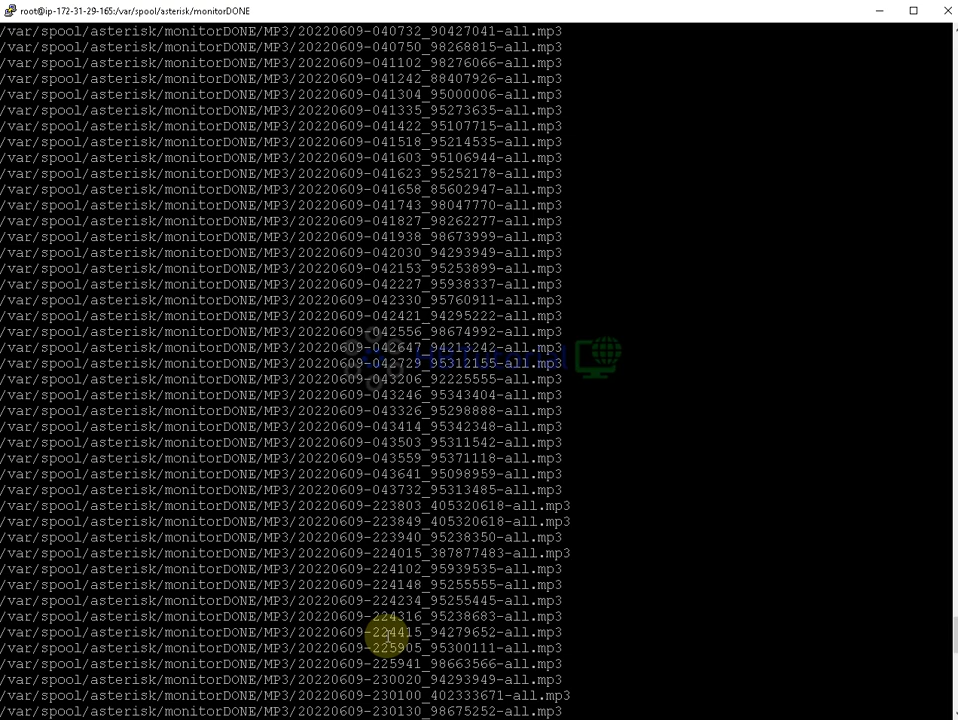 root@ip-172-31-29-165:/var/spool/asterisk/monitorDONE
/var/spool/asterisk/monitorDONE/MP3/20220609-040732_90427041-all.mp3
/var/spool/asterisk/monitorDONE/MP3/20220609-040750_98268815-all.mp3
/var/spool/asterisk/monitorDONE/MP3/20220609-041102_98276066-all.mp3
/var/spool/asterisk/monitorDONE/MP3/20220609-041242_88407926-all.mp3
/var/spool/asterisk/monitorDONE/MP3/20220609-041304_95000006-all.mp3
/var/spool/asterisk/monitorDONE/MP3/20220609-041335_95273635-all.mp3
/var/spool/asterisk/monitorDONE/MP3/20220609-041422_95107715-all.mp3
/var/spool/asterisk/monitorDONE/MP3/20220609-041518_95214535-all.mp3
/var/spool/asterisk/monitorDONE/MP3/20220609-041603_95106944-all.mp3
/var/spool/asterisk/monitorDONE/MP3/20220609-041623_95252178-all.mp3
/var/spool/asterisk/monitorDONE/MP3/20220609-041658_85602947-all.mp3
/var/spool/asterisk/monitorDONE/MP3/20220609-041743_98047770-all.mp3
/var/spool/asterisk/monitorDONE/MP3/20220609-041827_98262277-all.mp3
/var/spool/asterisk/monitorDONE/MP3/20220609-041938_98673999-all.mp3
/var/spool/asterisk/monitorDONE/MP3/20220609-042030_94293949-all.mp3
/var/spool/asterisk/monitorDONE/MP3/20220609-042153_95253899-all.mp3
/var/spool/asterisk/monitorDONE/MP3/20220609-042227_95938337-all.mp3
/var/spool/asterisk/monitorDONE/MP3/20220609-042330_95760911-all.mp3
/var/spool/asterisk/monitorDONE/MP3/20220609-042421_94295222-all.mp3
/var/spool/asterisk/monitorDONE/MP3/20220609-042556_98674992-all.mp3
/var/spool/asterisk/monitorDONE/MP3/20220609-042647_94213242-all.mp3
/var/spool/asterisk/monitorDONE/MP3/20220609-042729_95312155-all.mp3
/var/spool/asterisk/monitorDONE/MP3/20220609-043206_92225555-all.mp3
/var/spool/asterisk/monitorDONE/MP3/20220609-043246_95343404-all.mp3
/var/spool/asterisk/monitorDONE/MP3/20220609-043326_95298888-all.mp3
/var/spool/asterisk/monitorDONE/MP3/20220609-043414_95342348-all.mp3
/var/spool/asterisk/monitorDONE/MP3/20220609-043503_95311542-all.mp3
/var/spool/asterisk/monitorDONE/MP3/20220609-043559_95371118-all.mp3
/var/spool/asterisk/monitorDONE/MP3/20220609-043641_95098959-all.mp3
/var/spool/asterisk/monitorDONE/MP3/20220609-043732_95313485-all.mp3
/var/spool/asterisk/monitorDONE/MP3/20220609-223803_405320618-all.mp3
/var/spool/asterisk/monitorDONE/MP3/20220609-223849_405320618-all.mp3
/var/spool/asterisk/monitorDONE/MP3/20220609-223940_95238350-all.mp3
/var/spool/asterisk/monitorDONE/MP3/20220609-224015_387877483-all.mp3
/var/spool/asterisk/monitorDONE/MP3/20220609-224102_95939535-all.mp3
/var/spool/asterisk/monitorDONE/MP3/20220609-224148_95255555-all.mp3
/var/spool/asterisk/monitorDONE/MP3/20220609-224234_95255445-all.mp3
/var/spool/asterisk/monitorDONE/MP3/20220609-224316_95238683-all.mp3
/var/spool/asterisk/monitorDONE/MP3/20220609-224415_94279652-all.mp3
/var/spool/asterisk/monitorDONE/MP3/20220609-225905_95300111-all.mp3
/var/spool/asterisk/monitorDONE/MP3/20220609-225941_98663566-all.mp3
/var/spool/asterisk/monitorDONE/MP3/20220609-230020_94293949-all.mp3
/var/spool/asterisk/monitorDONE/MP3/20220609-230100_402333671-all.mp3
/var/spool/asterisk/monitorDONE/MP3/20220609-230130_98675252-all.mp3